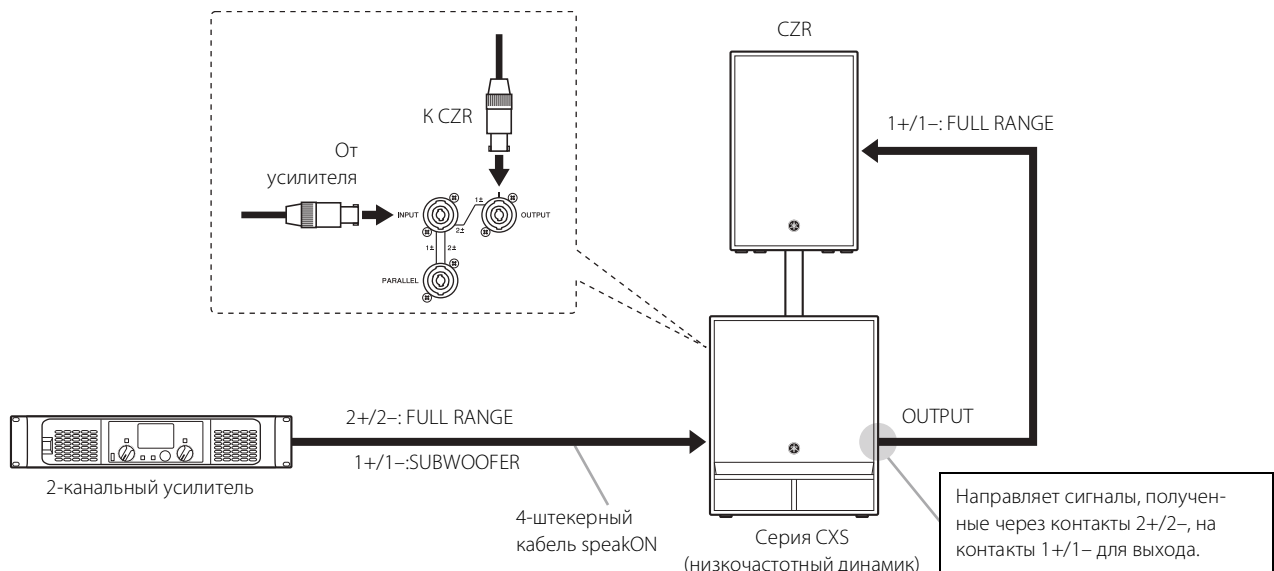 CZR
К CZR
От
усилителя
INPUT
1±
2±
OUTPUT
1±
2±
PARALLEL
1+/1–: FULL RANGE
2+/2–: FULL RANGE
1+/1–:SUBWOOFER
OUTPUT
2-канальный усилитель
4-штекерный
кабель speakON
Серия CXS
(низкочастотный динамик)
Направляет сигналы, получен-
ные через контакты 2+/2–, на
контакты 1+/1– для выхода.